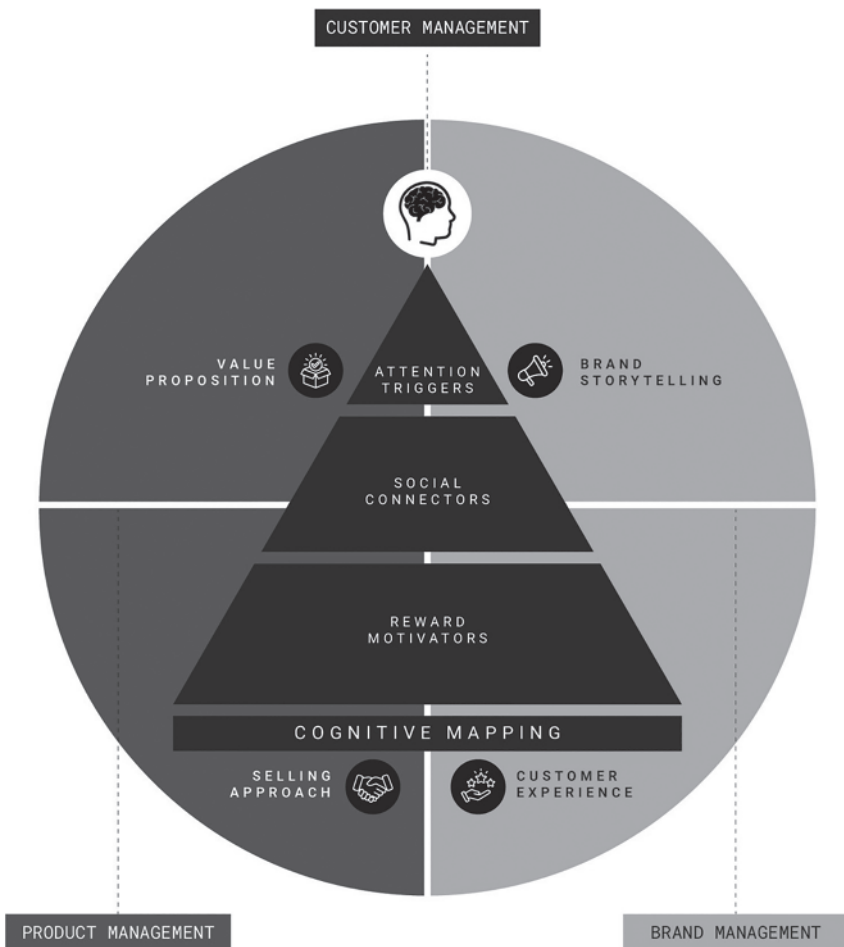 CUSTOMER MANAGEMENT
VALUE
PROPOSITION
ATTENTION
TRIGGERS
BRAND
STORYTELLING
SOCIAL
CONNECTORS
REWARD
MOTIVATORS
COGNITIVE MAPPING
SELLING
APPROACH
CUSTOMER
EXPERIENCE
PRODUCT MANAGEMENT
BRAND MANAGEMENT